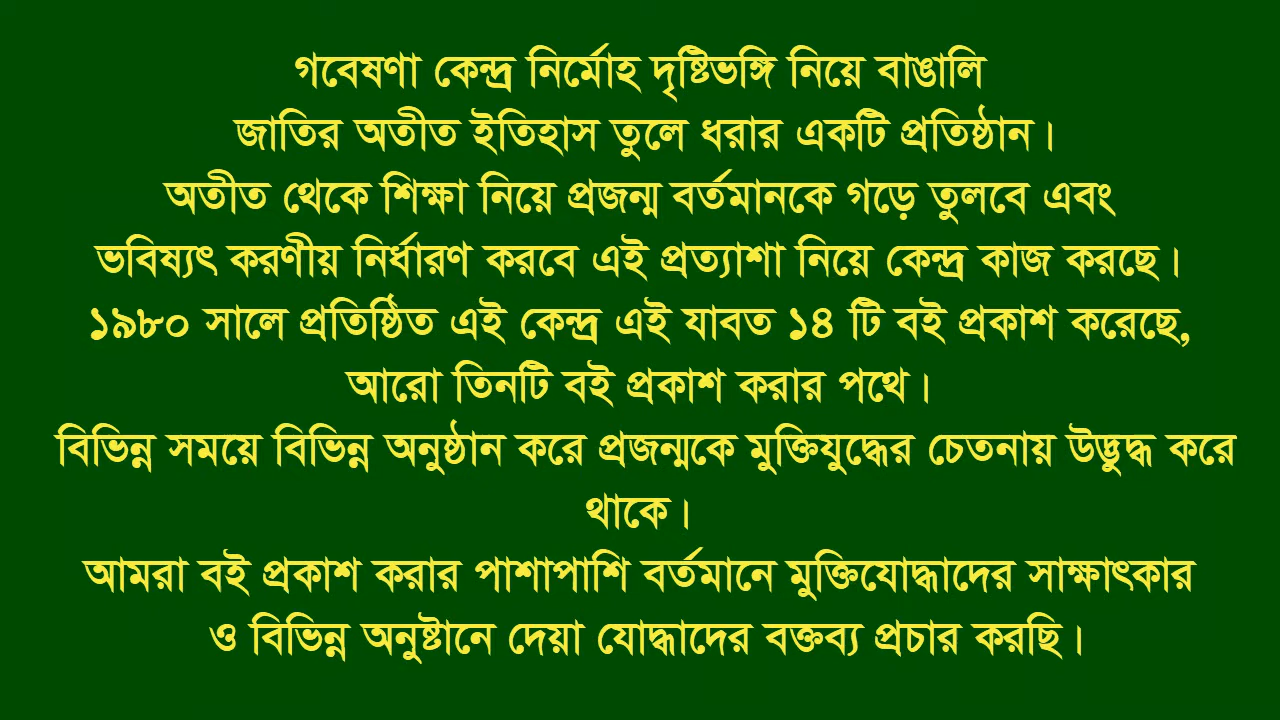 গবেষণা কেন্দ্র নির্মোহ দৃষ্টিভঙ্গি নিয়ে বাঙালি
জাতির অতীত ইতিহাস তুলে ধরার একটি প্রতিষ্ঠান।
অতীত থেকে শিক্ষা নিয়ে প্রজন্ম বর্তমানকে গড়ে তুলবে এবং
ভবিষ্যৎ করণীয় নির্ধারণ করবে এই প্রত্যাশা নিয়ে কেন্দ্র কাজ করছে।
১৯৮০ সালে প্রতিষ্ঠিত এই কেন্দ্র এই যাবত ১৪ টি বই প্রকাশ করেছে,
আরো তিনটি বই প্রকাশ করার পথে।
বিভিন্ন সময়ে বিভিন্ন অনুষ্ঠান করে প্রজন্মকে মুক্তিযুদ্ধের চেতনায় উদ্ভুদ্ধ করে
থাকে।
আমরা বই প্রকাশ করার পাশাপাশি বর্তমানে মুক্তিযোদ্ধাদের সাক্ষাৎকার
ও বিভিন্ন অনুষ্টানে দেয়া যোদ্ধাদের বক্তব্য প্রচার করছি।